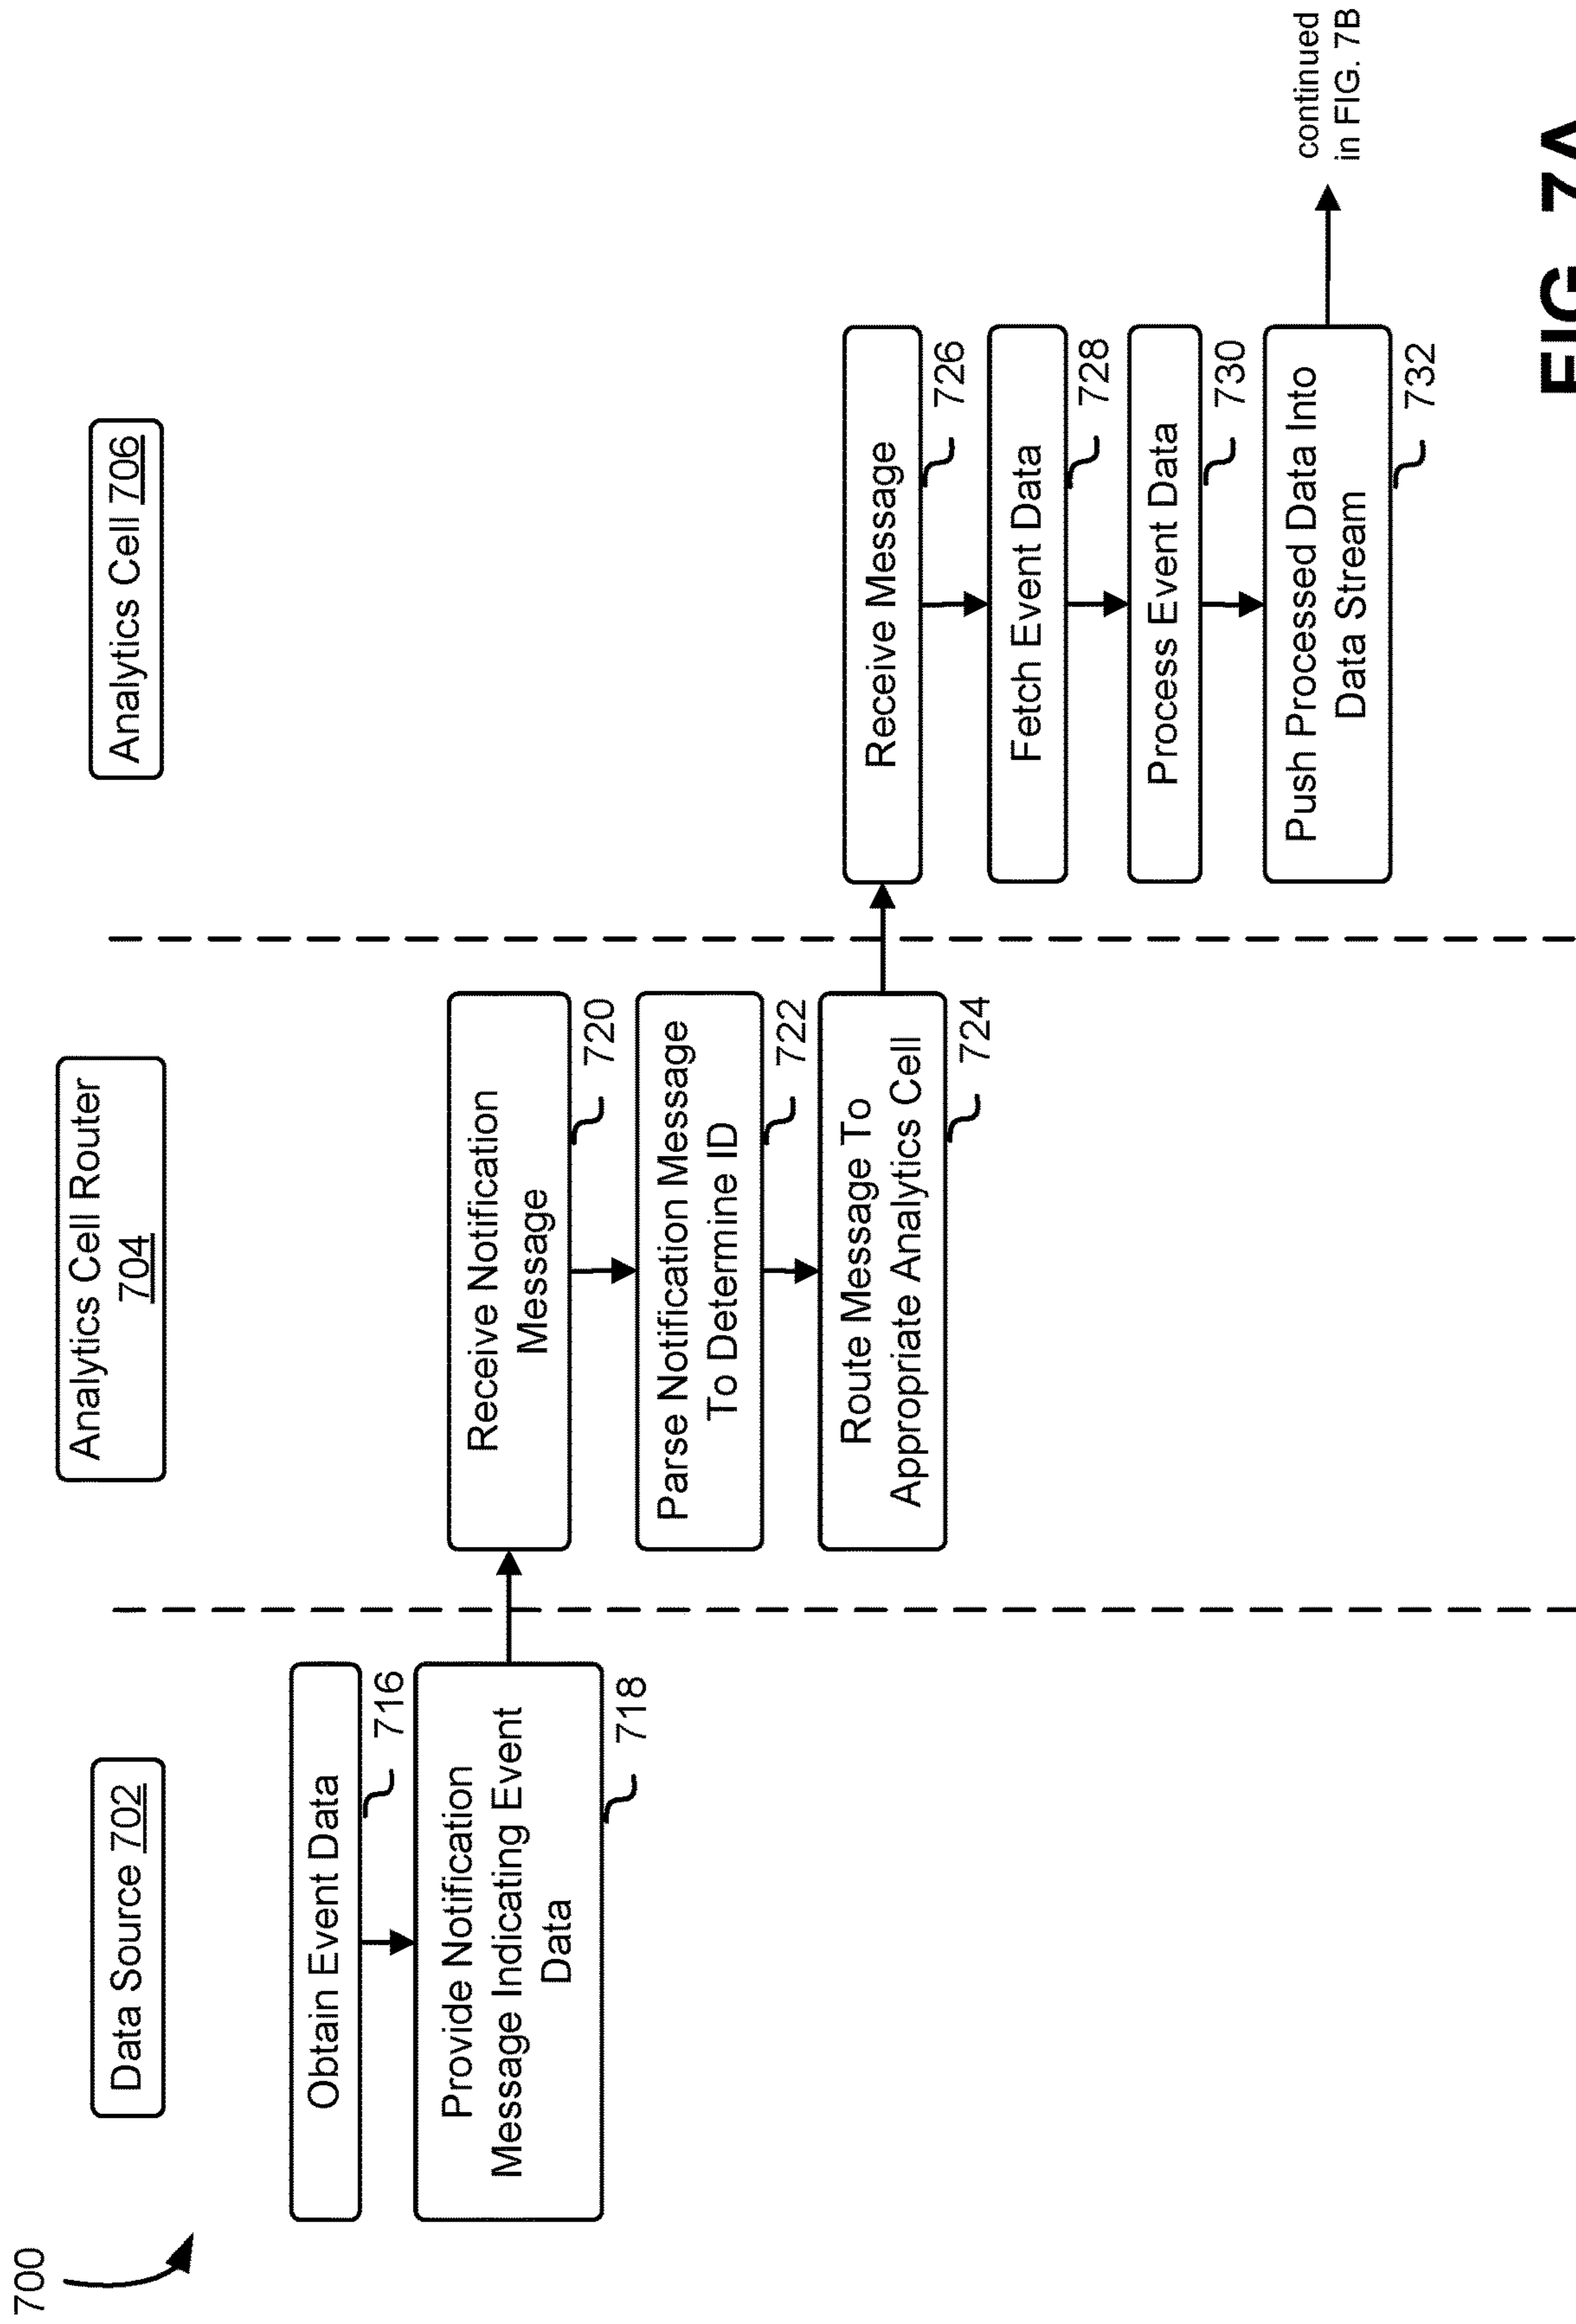 700
Data Source 702
Obtain Event Data
716
Provide Notification
Message Indicating Event
Data
718
Analytics Cell Router
704
Receive Notification
Message
720
Parse Notification Message
To Determine ID
722
Route Message To
Appropriate Analytics Cell
724
Analytics Cell 706
Receive Message
726
Fetch Event Data
728
Process Event Data
730
Push Processed Data Into
Data Stream
732
continued
in FIG. 7B
FIG. 7A